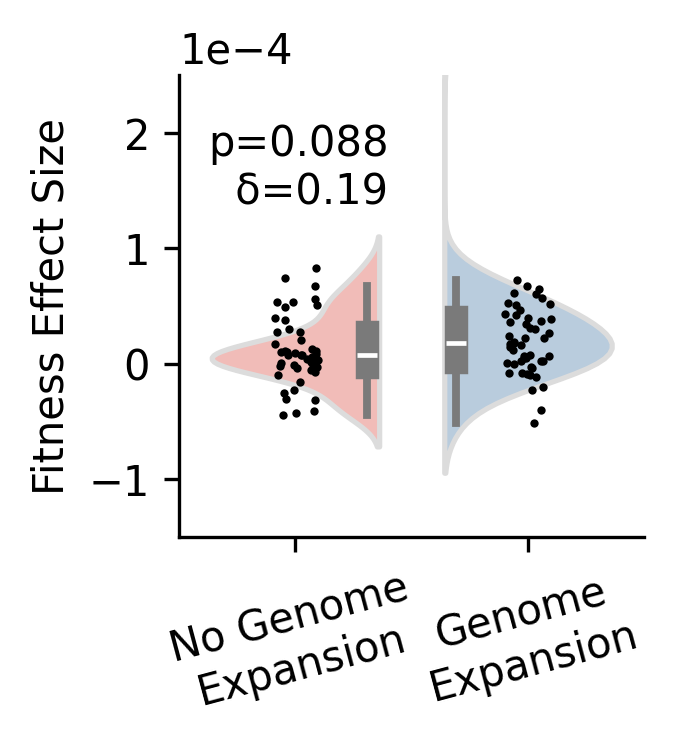 1e−4
Fitness Effect Size
2
1
0
−1
p=0.088
δ=0.19
No Genome
Expansion
Genome
Expansion